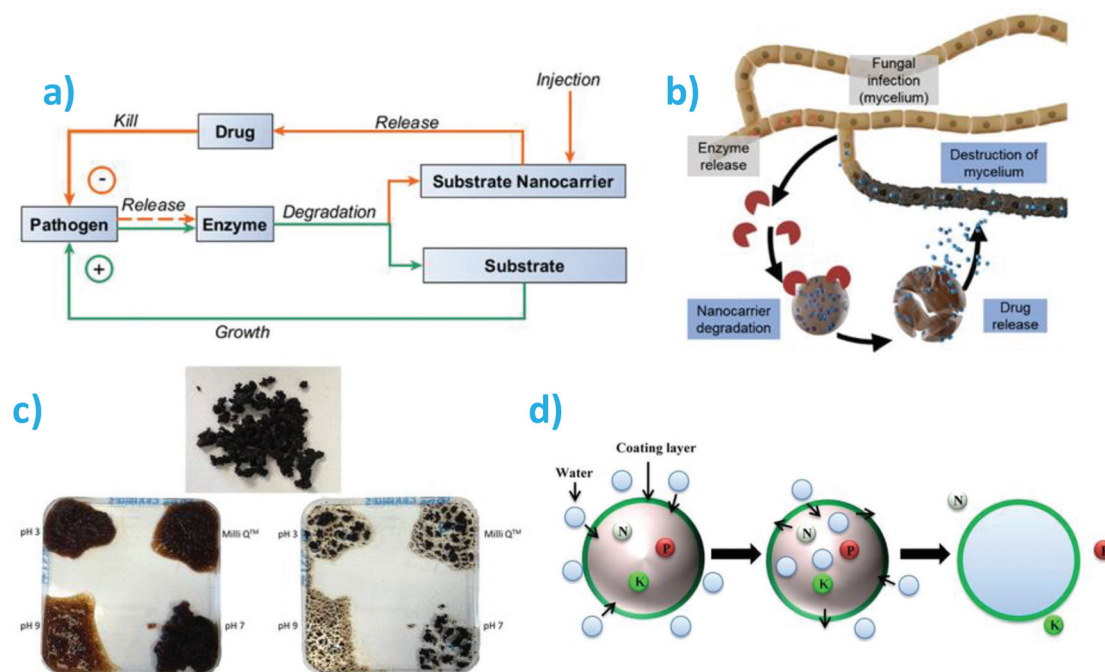 a)
Injection
Kill
Drug
Release
-
Substrate Nanocarrier
Release
Degradation
Pathogen
Enzyme
+
Substrate
Growth
b)
Fungal
infection
(mycelium)
Enzyme
release
Destruction of
mycelium
Nanocarrier
degradation
Drug
release
c)
pH 3
Milli Q™
pH 9
pH 7
pH 3
Milli Q™
pH 9
pH 7
d)
Coating layer
Water
N
P
K
N
P
K
N
P
K